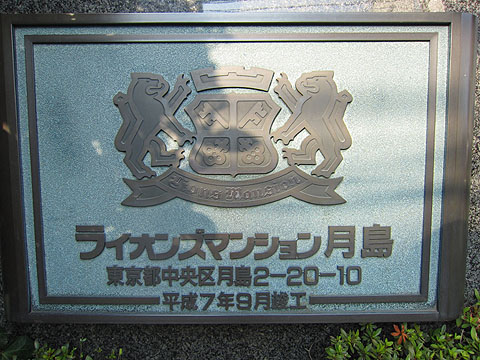 Lions Mansion
ライオンズマンション月島
東京都中央区月島2-20-10
平成7年9月竣工